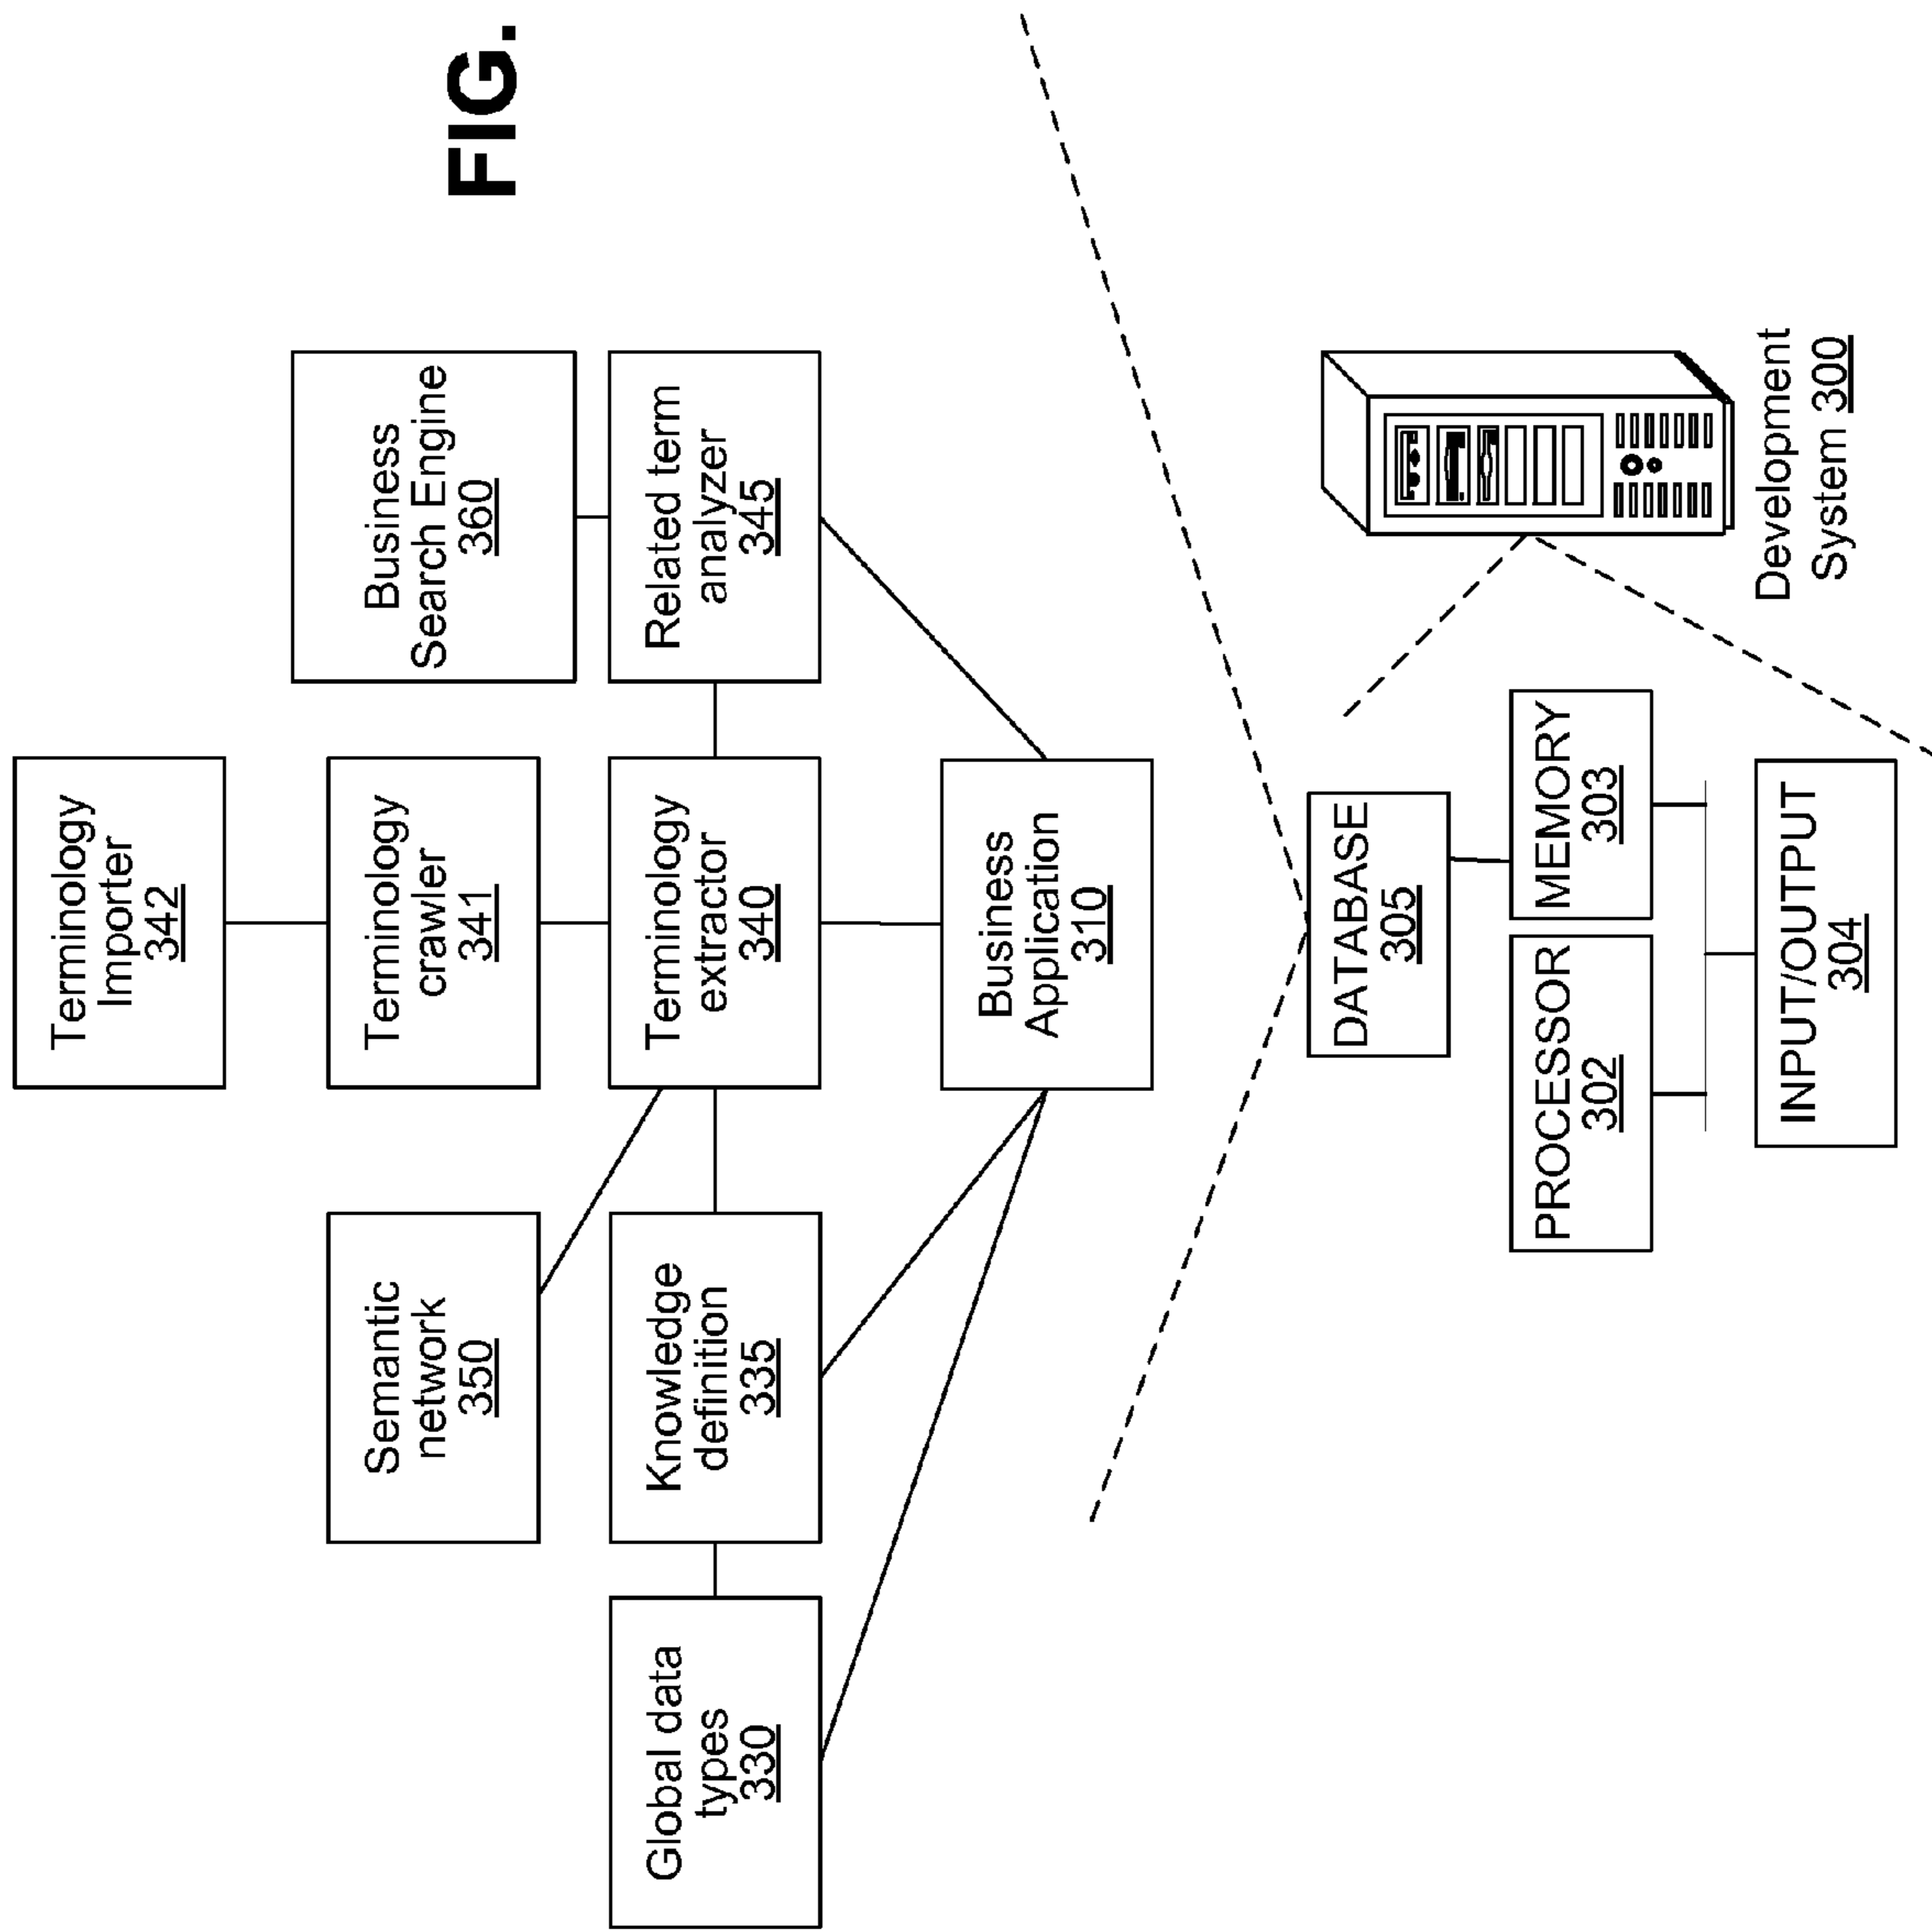 FIG.
Terminology
Importer
342
Semantic
network
350
Terminology
crawler
341
Business
Search Engine
360
Global data
types
330
Knowledge
definition
335
Terminology
extractor
340
Related term
analyzer
345
Business
Application
310
DATABASE
305
PROCESSOR
302
MEMORY
303
INPUT/OUTPUT
304
Development
System 300